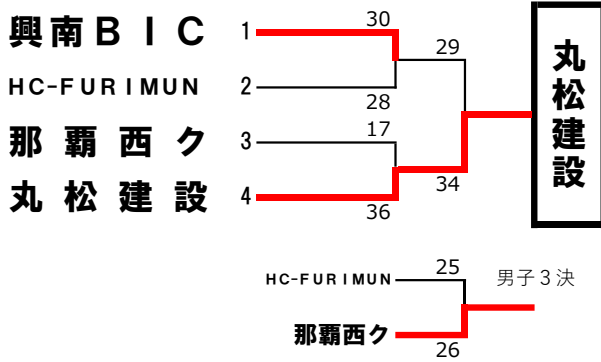 興南BIC 1 30
29
HC-FURIMUN 2 28
那覇西ク 3 17
34
丸松建設 4 36
丸松建設
HC-FURIMUN 25 男子3決
那覇西ク 26